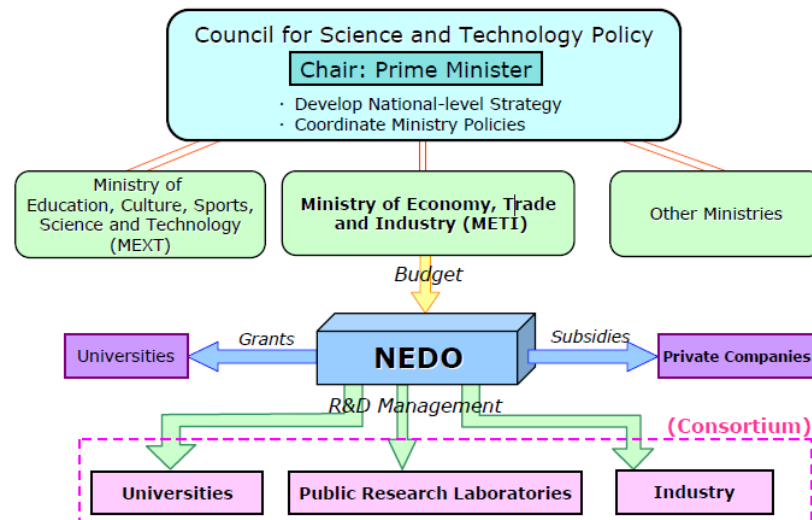 Council for Science and Technology Policy
Chair: Prime Minister
· Develop National-level Strategy
· Coordinate Ministry Policies
Ministry of
Education, Culture, Sports,
Science and Technology
(MEXT)
Ministry of Economy, Trade
and Industry (METI)
Other Ministries
Budget
Universities
Grants
NEDO
Subsidies
Private Companies
R&D Management
(Consortium)
Universities
Public Research Laboratories
Industry